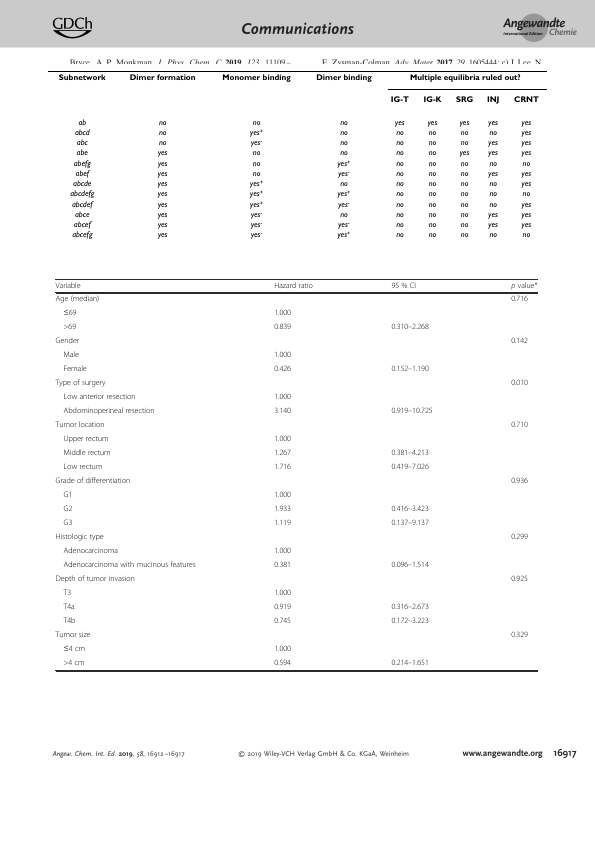 GDCh
Communications
Angewandte
International Edition Chemie
Bryce, A. P. Monkman, J. Phys. Chem. C 2019, 123, 11109–
E. Zysman-Colman, Adv. Mater. 2017, 29, 1605444; c) J. Lee, N.
Subnetwork Dimer formation Monomer binding Dimer binding Multiple equilibria ruled out?
IG-T IG-K SRG INJ CRNT
ab no no no yes yes yes yes yes
abcd no yes+ no no no no no yes
abc no yes- no no no no yes yes
abe yes no no no no yes yes yes
abefg yes no yes+ no no no no no
abef yes no yes- no no no yes yes
abcde yes yes+ no no no no no yes
abcdefg yes yes+ yes+ no no no no no
abcdef yes yes+ yes- no no no no yes
abce yes yes- no no no no yes yes
abcef yes yes- yes- no no no yes yes
abcefg yes yes- yes+ no no no no no
Variable Hazard ratio 95 % CI p value*
Age (median) 0.716
≤69 1.000
>69 0.839 0.310–2.268
Gender 0.142
Male 1.000
Female 0.426 0.152–1.190
Type of surgery 0.010
Low anterior resection 1.000
Abdominoperineal resection 3.140 0.919–10.725
Tumor location 0.710
Upper rectum 1.000
Middle rectum 1.267 0.381–4.213
Low rectum 1.716 0.419–7.026
Grade of differentiation 0.936
G1 1.000
G2 1.933 0.416–3.423
G3 1.119 0.137–9.137
Histologic type 0.299
Adenocarcinoma 1.000
Adenocarcinoma with mucinous features 0.381 0.096–1.514
Depth of tumor invasion 0.925
T3 1.000
T4a 0.919 0.316–2.673
T4b 0.745 0.172–3.223
Tumor size 0.329
≤4 cm 1.000
>4 cm 0.594 0.214–1.651
Angew. Chem. Int. Ed. 2019, 58, 16912–16917 © 2019 Wiley-VCH Verlag GmbH & Co. KGaA, Weinheim www.angewandte.org 16917